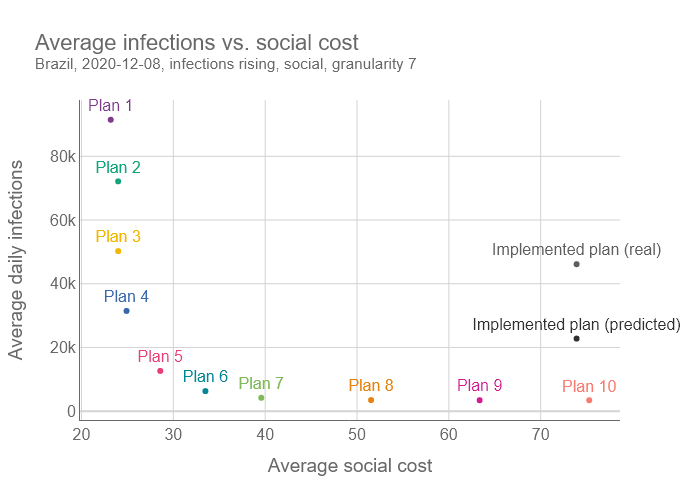 Average infections vs. social cost
Brazil, 2020-12-08, infections rising, social, granularity 7
Plan 1
Plan 2
Plan 3
Plan 4
Plan 5
Plan 6
Plan 7
Plan 8
Plan 9
Plan 10
Implemented plan (real)
Implemented plan (predicted)
80k
60k
40k
20k
0
20
30
40
50
60
70
Average daily infections
Average social cost